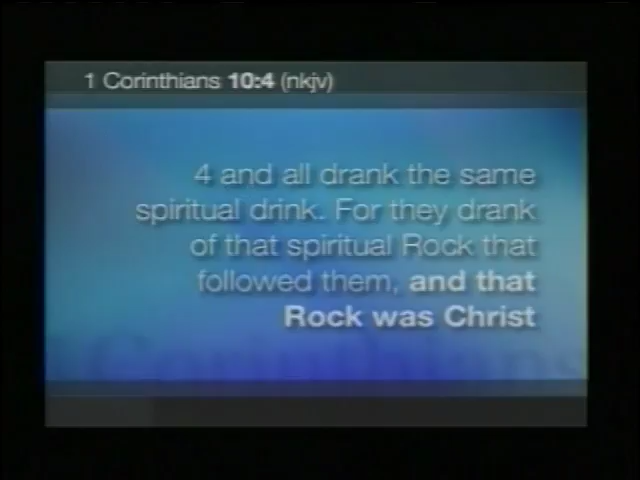 1 Corinthians 10:4 (nkjv)
4 and all drank the same
spiritual drink. For they drank
of that spiritual Rock that
followed them, and that
Rock was Christ
Corinthians